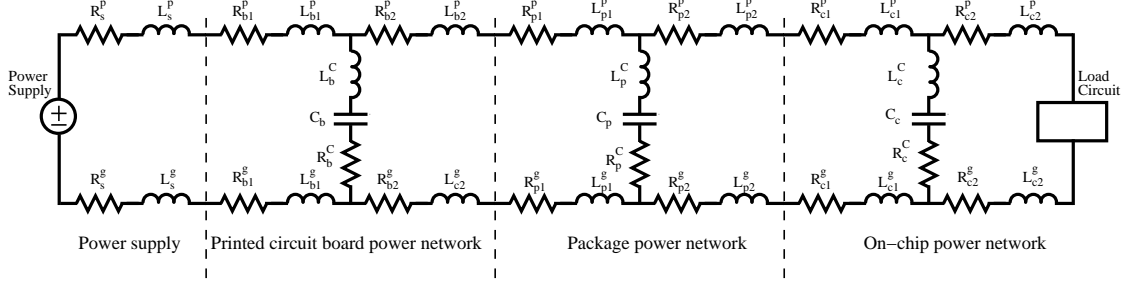 R_s^p L_s^p R_b1^p L_b1^p R_b2^p L_b2^p R_p1^p L_p1^p R_p2^p L_p2^p R_c1^p L_c1^p R_c2^p L_c2^p
Power
Supply
L_b^C
L_p^C
L_c^C
Load
Circuit
C_b
C_p
C_c
R_b^C
R_p^C
R_c^C
R_s^g L_s^g R_b1^g L_b1^g R_b2^g L_c2^g R_p1^g L_p1^g R_p2^g L_p2^g R_c1^g L_c1^g R_c2^g L_c2^g
Power supply
Printed circuit board power network
Package power network
On−chip power network